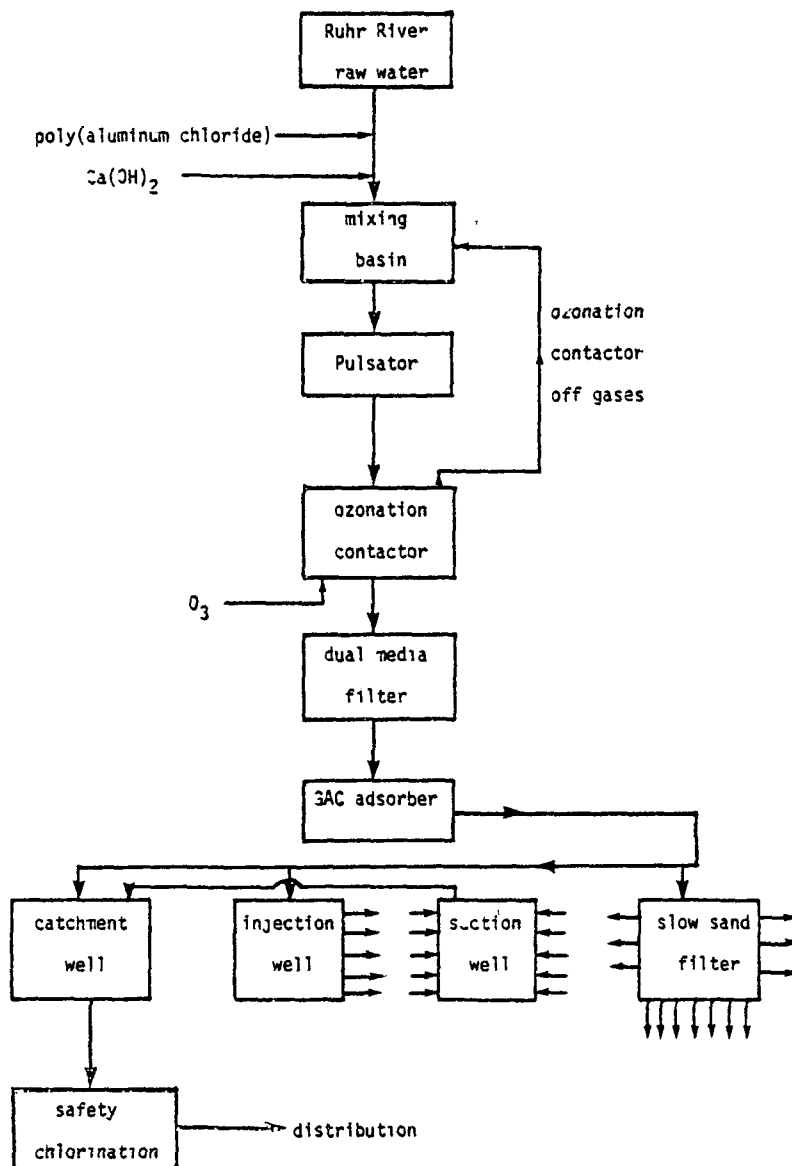 Ruhr River
raw water
poly(aluminum chloride)
Ca(OH)2
mixing
basin
ozonation
contactor
off gases
Pulsator
ozonation
contactor
O3
dual media
filter
GAC adsorber
catchment
well
injection
well
suction
well
slow sand
filter
safety
chlorination
distribution